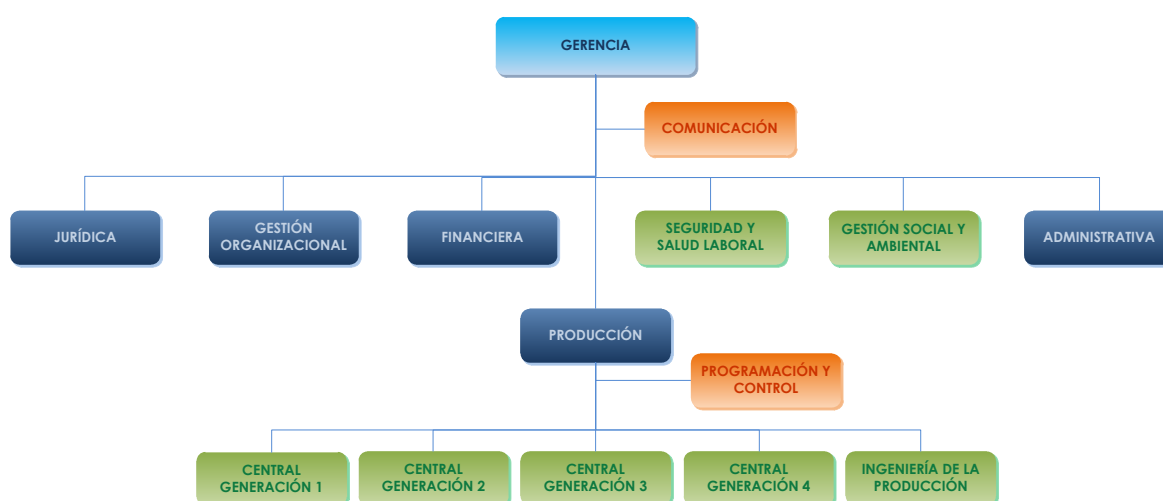 GERENCIA
COMUNICACIÓN
JURÍDICA
GESTIÓN
ORGANIZACIONAL
FINANCIERA
SEGURIDAD Y
SALUD LABORAL
GESTIÓN SOCIAL Y
AMBIENTAL
ADMINISTRATIVA
PRODUCCIÓN
PROGRAMACIÓN Y
CONTROL
CENTRAL
GENERACIÓN 1
CENTRAL
GENERACIÓN 2
CENTRAL
GENERACIÓN 3
CENTRAL
GENERACIÓN 4
INGENIERÍA DE LA
PRODUCCIÓN